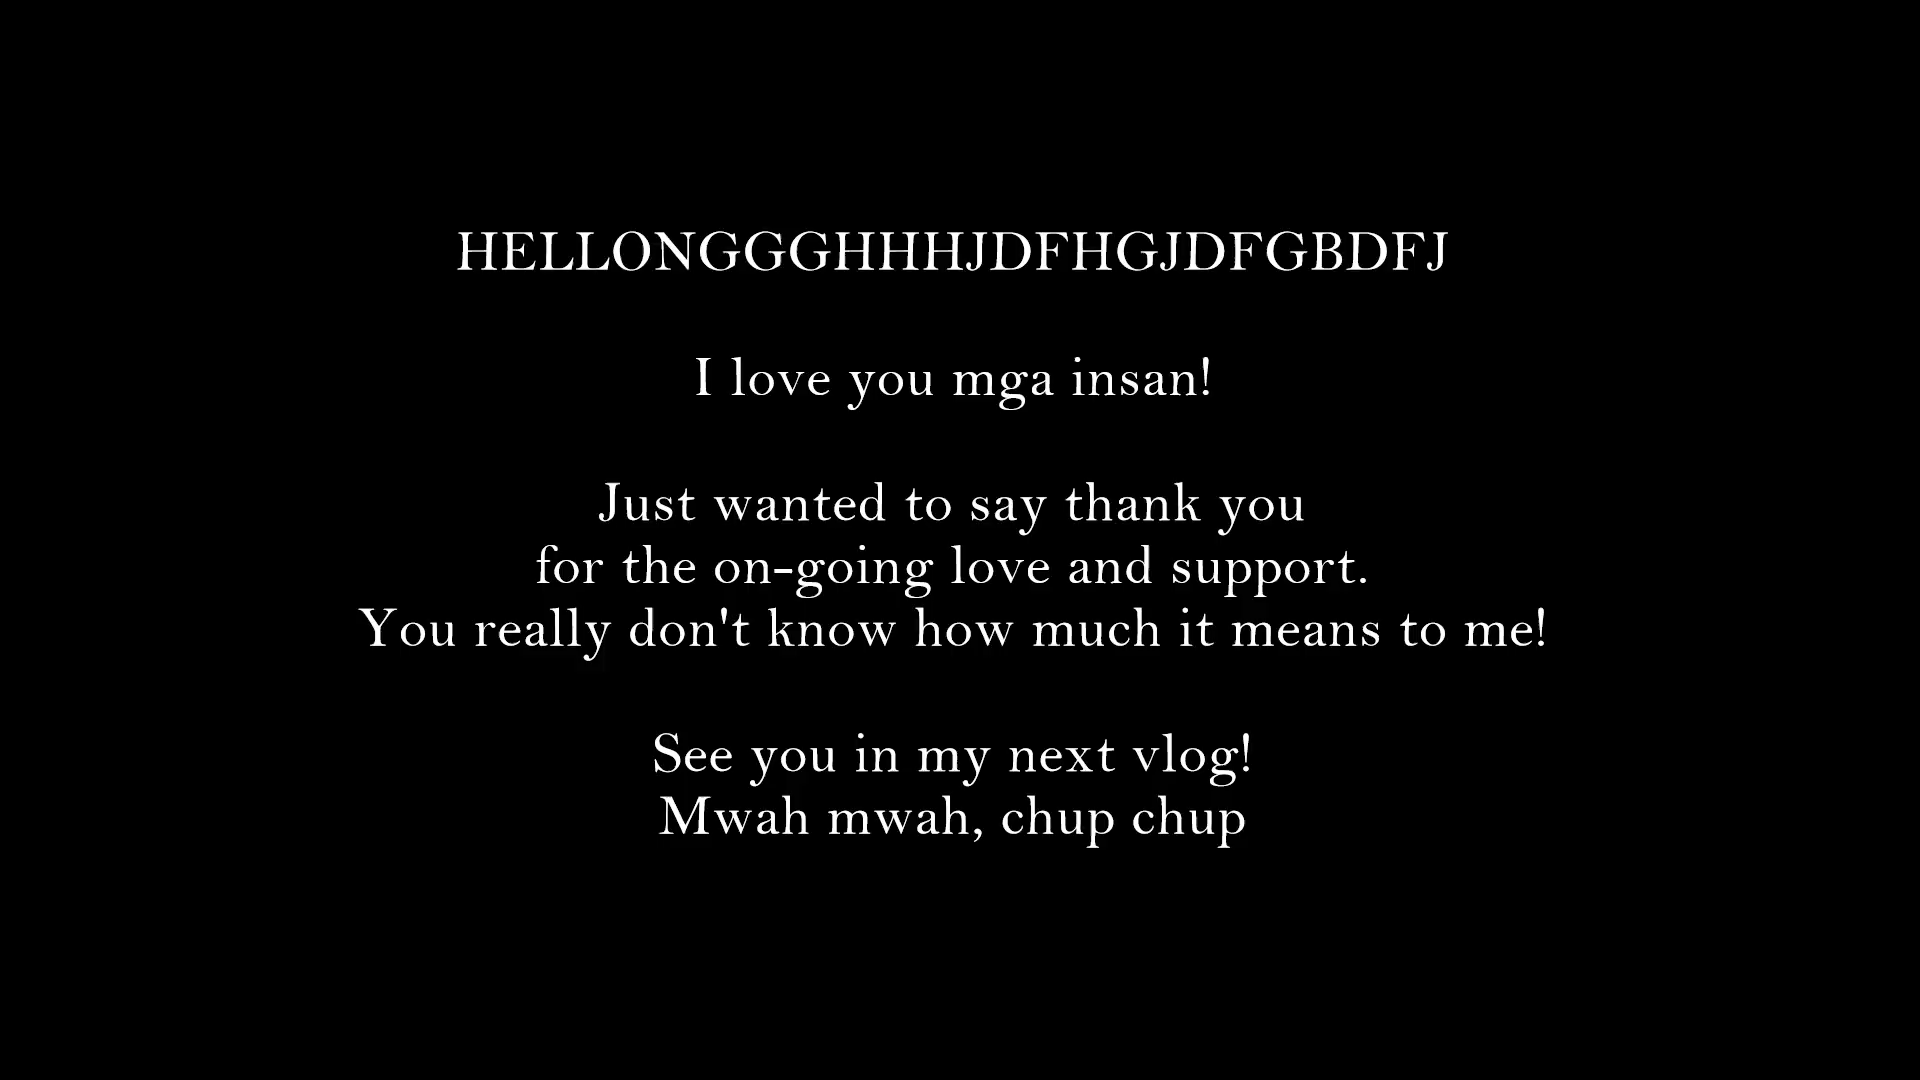 HELLONGGGHHHJDFHGJDFGBDFJ
I love you mga insan!
Just wanted to say thank you
for the on-going love and support.
You really don't know how much it means to me!
See you in my next vlog!
Mwah mwah, chup chup